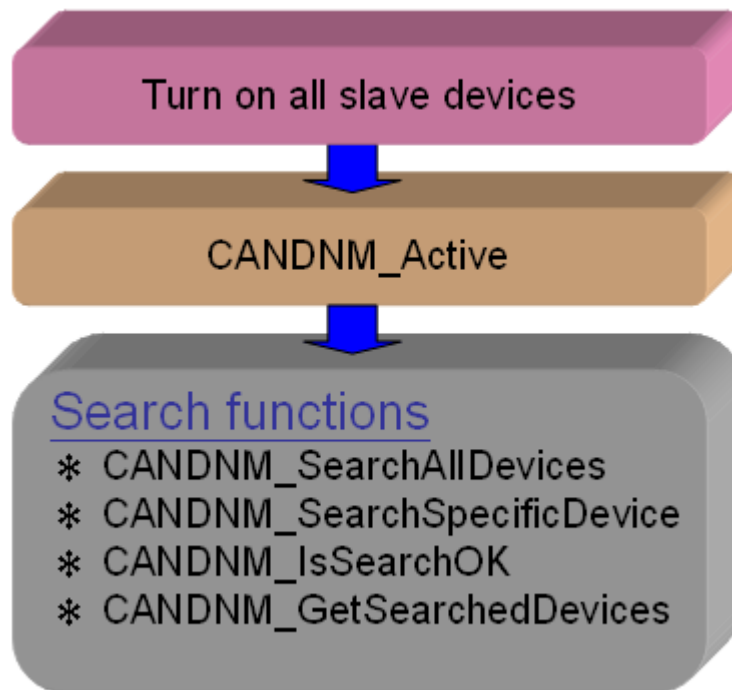 Turn on all slave devices
CANDNM_Active
Search functions
* CANDNM_SearchAllDevices
* CANDNM_SearchSpecificDevice
* CANDNM_IsSearchOK
* CANDNM_GetSearchedDevices